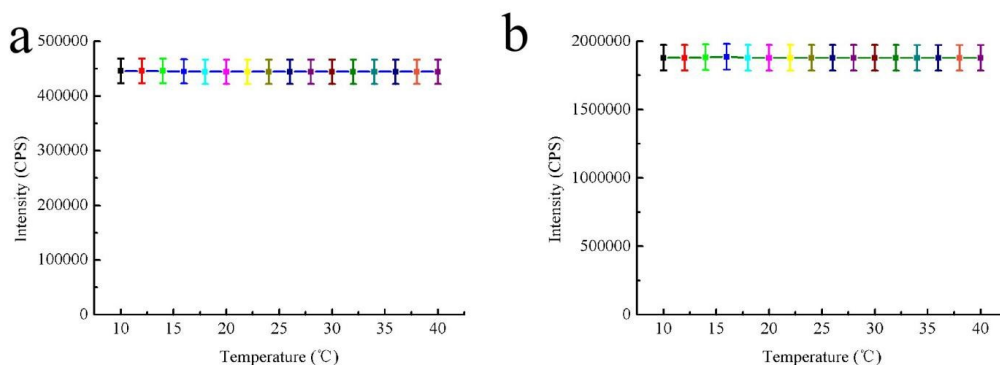 a
500000
400000
300000
200000
100000
0
Intensity (CPS)
10 15 20 25 30 35 40
Temperature (℃)
b
2000000
1500000
1000000
500000
0
Intensity (CPS)
10 15 20 25 30 35 40
Temperature (℃)